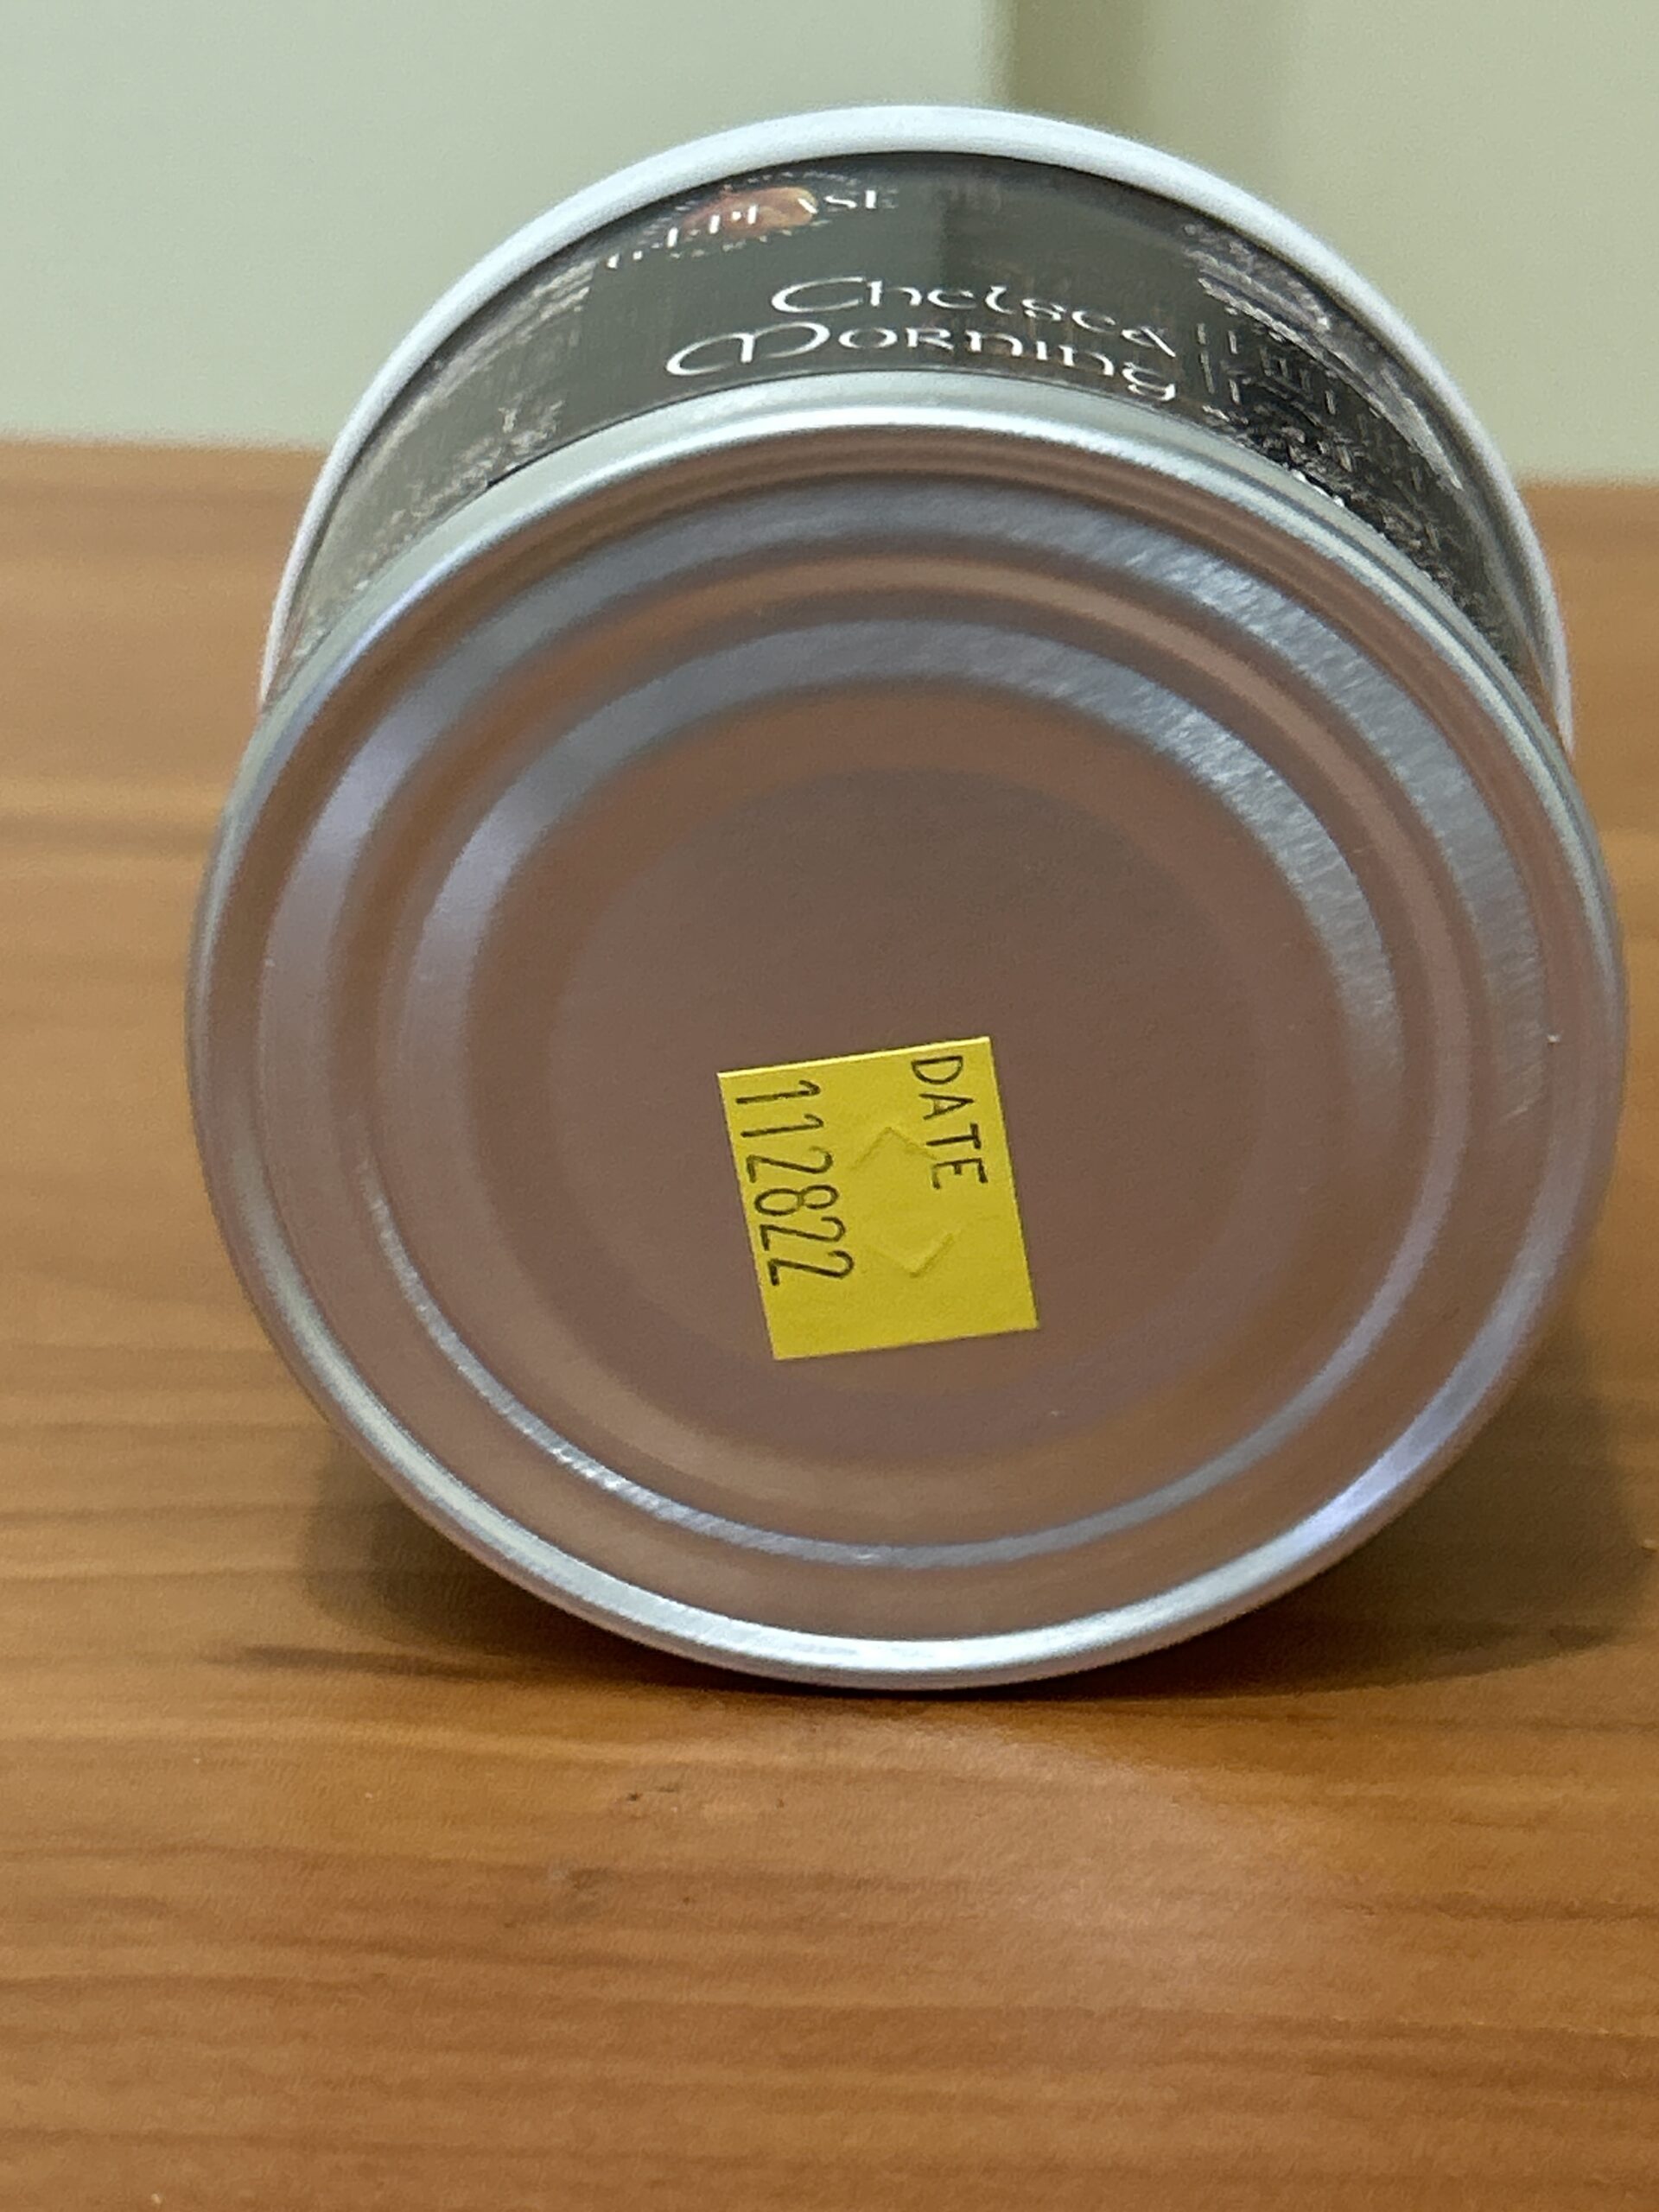 Chelsea
Morning
DATE
112822